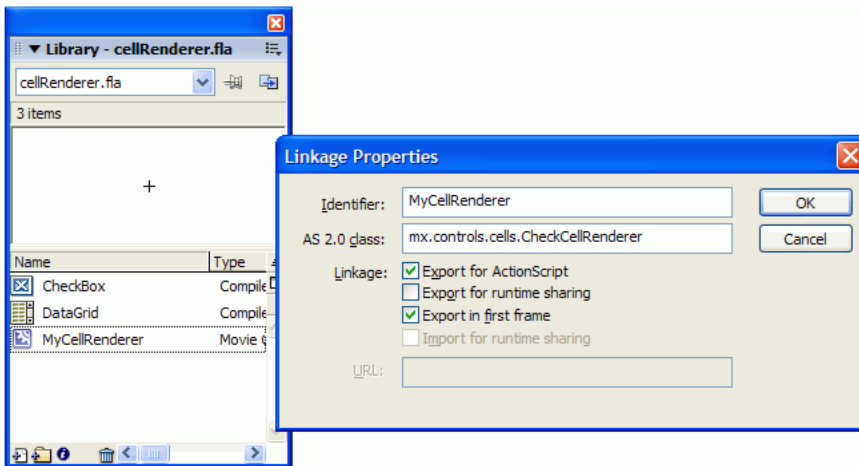 Library - cellRenderer.fla
cellRenderer.fla
3 items
Name Type
CheckBox Compile
DataGrid Compile
MyCellRenderer Movie
Linkage Properties
Identifier: MyCellRenderer OK
AS 2.0 class: mx.controls.cells.CheckCellRenderer Cancel
Linkage: Export for ActionScript
Export for runtime sharing
Export in first frame
Import for runtime sharing
URL: